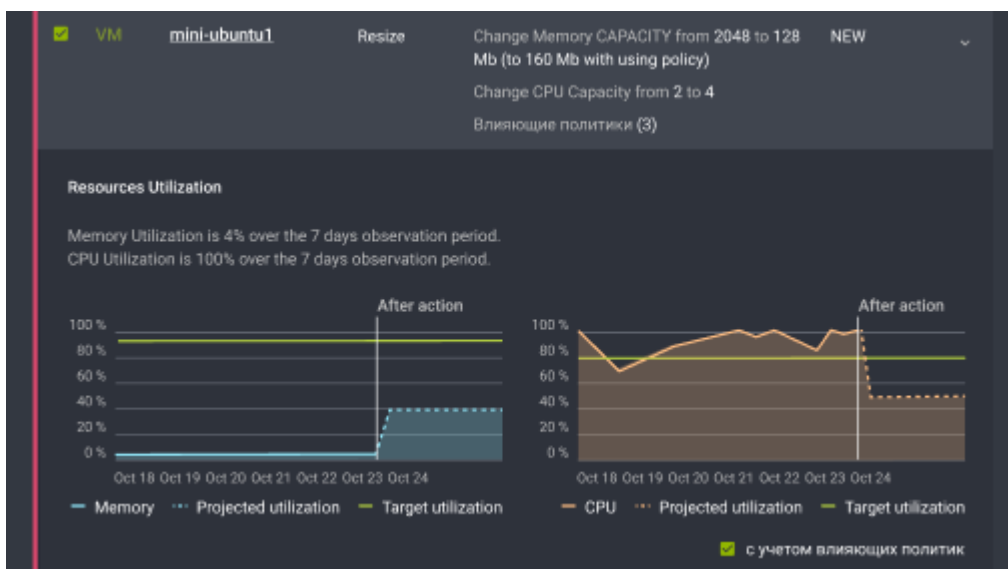 VM mini-ubuntu1 Resize Change Memory CAPACITY from 2048 to 128 NEW
Mb (to 160 Mb with using policy)
Change CPU Capacity from 2 to 4
Влияющие политики (3)
Resources Utilization
Memory Utilization is 4% over the 7 days observation period.
CPU Utilization is 100% over the 7 days observation period.
After action
100 %
80 %
60 %
40 %
20 %
0 %
Oct 18 Oct 19 Oct 20 Oct 21 Oct 22 Oct 23 Oct 24
Memory Projected utilization Target utilization
After action
100 %
80 %
60 %
40 %
20 %
0 %
Oct 18 Oct 19 Oct 20 Oct 21 Oct 22 Oct 23 Oct 24
CPU Projected utilization Target utilization
с учетом влияющих политик